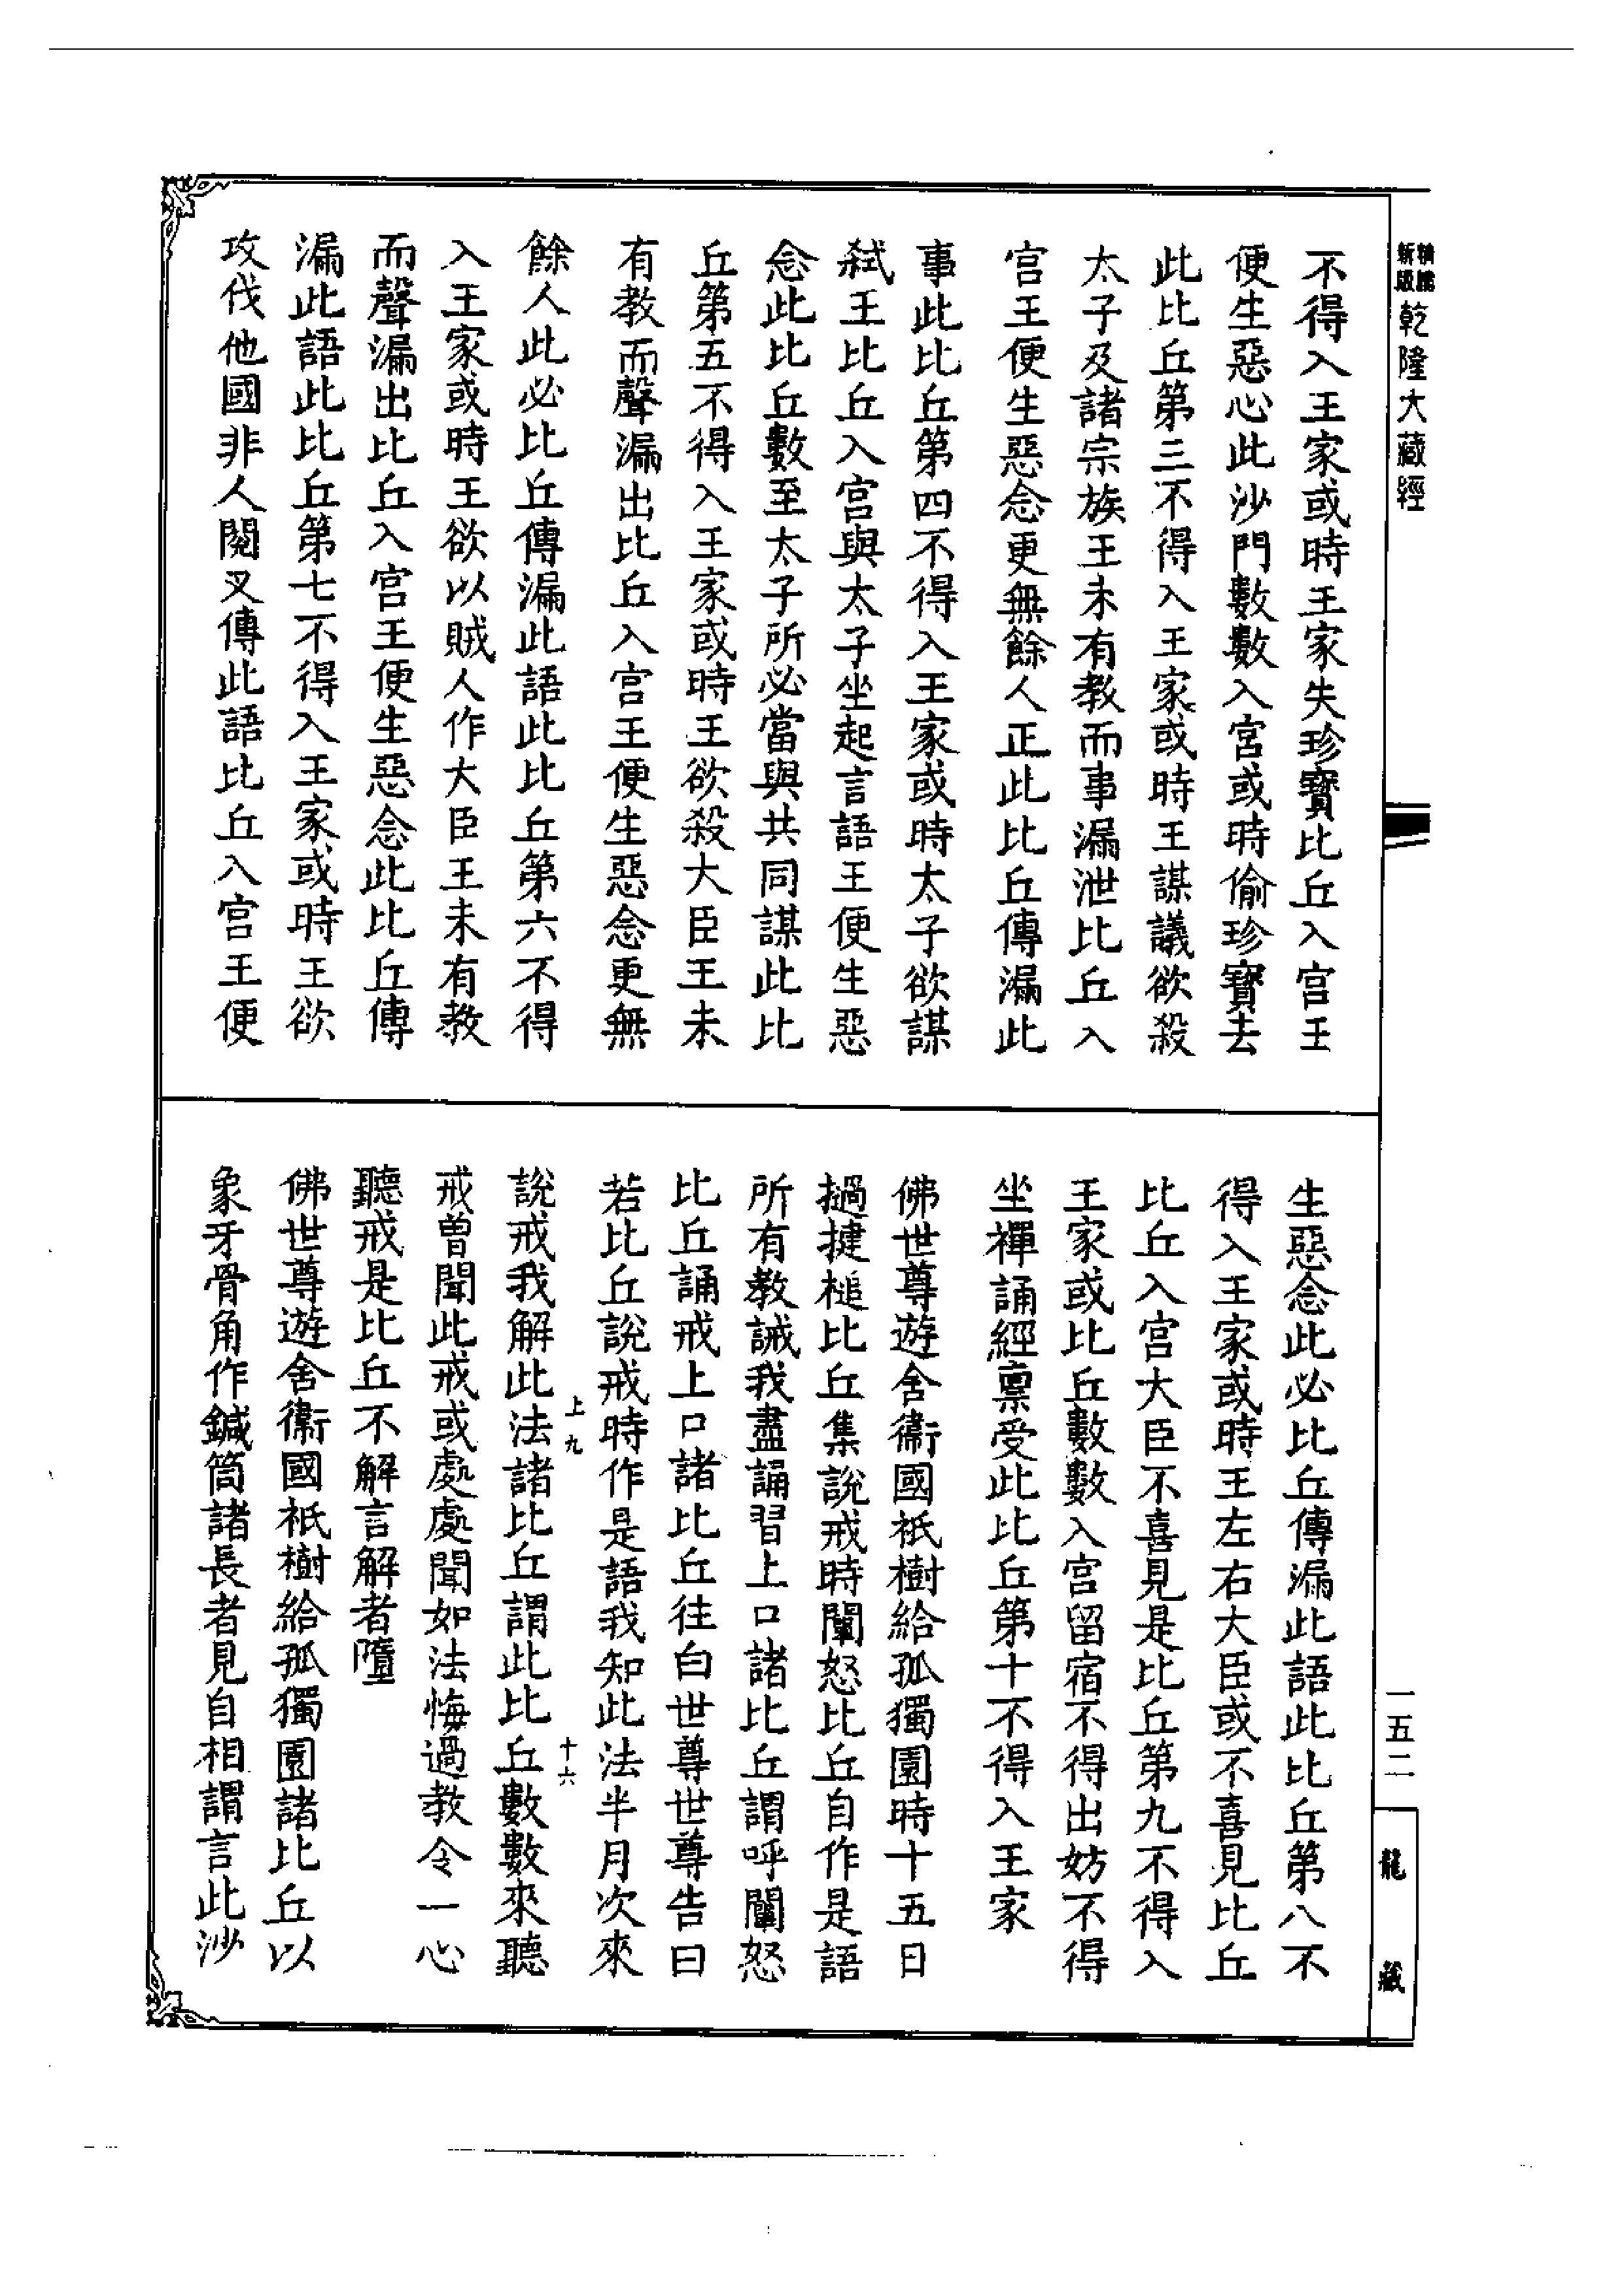 精騰新版乾隆大藏經
不得入王家或時王家失珍寶比丘入宫王
便生惡心此沙門數數入宫或時偷珍寶去
此比丘第三不得入王家或時王謀議欲殺
太子及諸宗族王未有教而事漏泄比丘入
宫王便生惡念更無餘人正此比丘傳漏此
事此比丘第四不得入王家或時太子欲謀
弒王比丘入宫與太子坐起言語王便生惡
念此比丘數至太子所必當與共同謀此比
丘第五不得入王家或時王欲殺大臣王未
有教而聲漏出比丘入宫王便生惡念更無
餘人此必比丘傳漏此語此比丘第六不得
入王家或時王欲以賊人作大臣王未有教
而聲漏出比丘入宫王便生惡念此比丘傳
漏此語此比丘第七不得入王家或時王欲
攻伐他國非人閱叉傳此語比丘入宫王便
生惡念此必比丘傳漏此語此比丘第八不
得入王家或時王左右大臣或不喜見比丘
比丘入宫大臣不喜見是比丘第九不得入
王家或比丘數數入宫留宿不得出妨不得
坐禪誦經禀受此比丘第十不得入王家
佛世尊遊舍衞國祇樹給孤獨園時十五日
撾揵槌比丘集說戒時闡怒比丘自作是語
所有教誡我盡誦習上口諸比丘謂呼闡怒
比丘誦戒上口諸比丘往白世尊世尊告曰
若比丘說戒時作是語我知此法半月次來
上九
十六
說戒我解此法諸比丘謂此比丘數數來聽
戒曽聞此戒或處處聞如法悔過教令一心
聽戒是比丘不解言解者墮
佛世尊遊舍衞國祇樹給孤獨園諸比丘以
象牙骨角作鍼筒諸長者見自相謂言此沙
一五二
龍藏